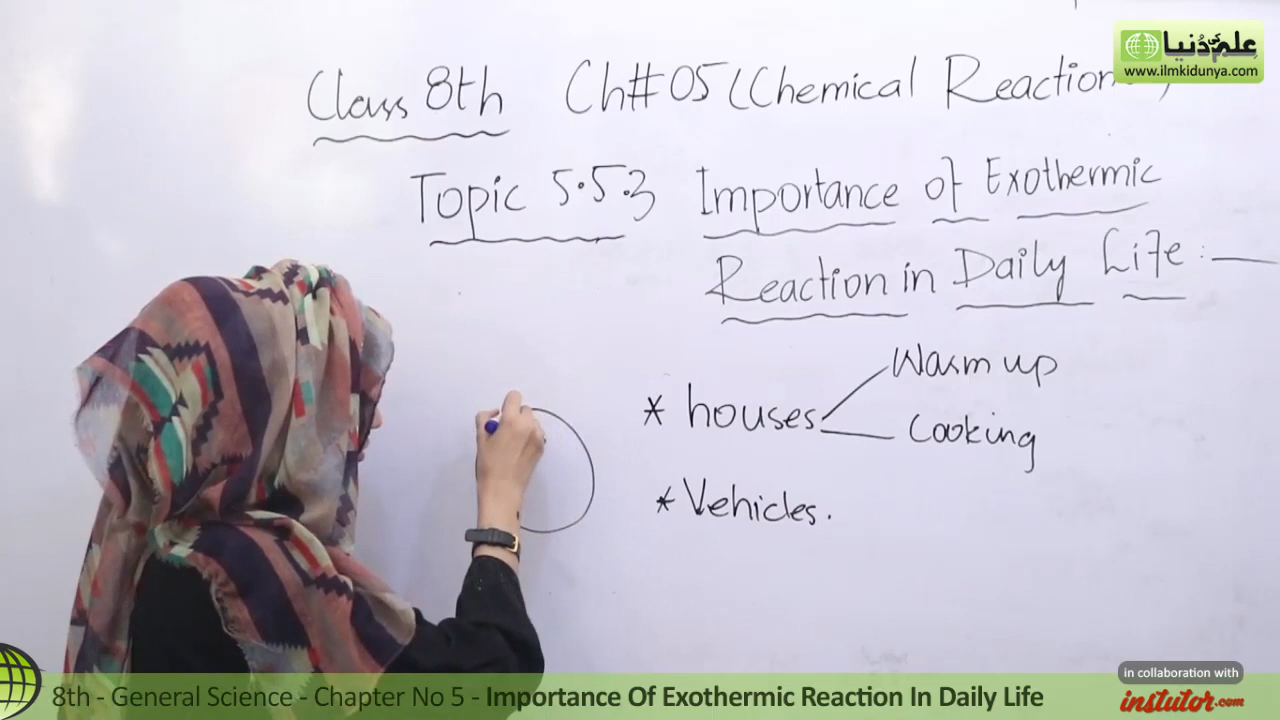 علم کی دُنیا
www.ilmkidunya.com
Class 8th Ch# 05 (Chemical Reaction
Topic 5.5.3 Importance of Exothermic
Reaction in Daily Life :-
* houses
Warm up
Cooking
* Vehicles.
in collaboration with
instutor.com
8th - General Science - Chapter No 5 - Importance Of Exothermic Reaction In Daily Life